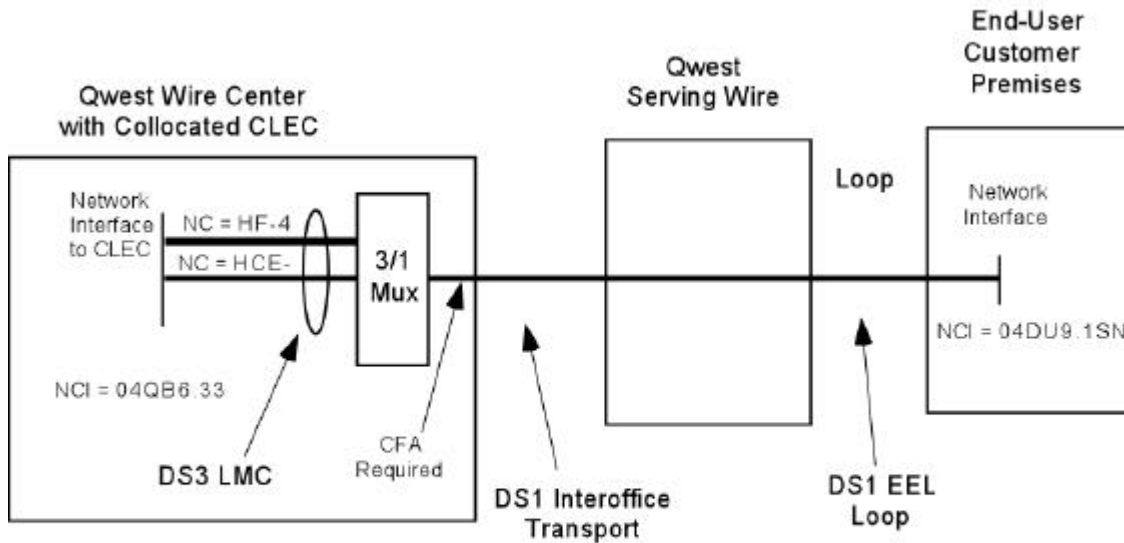 End-User
Customer
Premises
Qwest
Serving Wire
Qwest Wire Center
with Collocated CLEC
Loop
Network
Interface
to CLEC
NC = HF-4
NC = HCE-
3/1
Mux
Network
Interface
NCI = 04DU9.1SN
NCI = 04QB6.33
CFA
Required
DS3 LMC
DS1 Interoffice
Transport
DS1 EEL
Loop